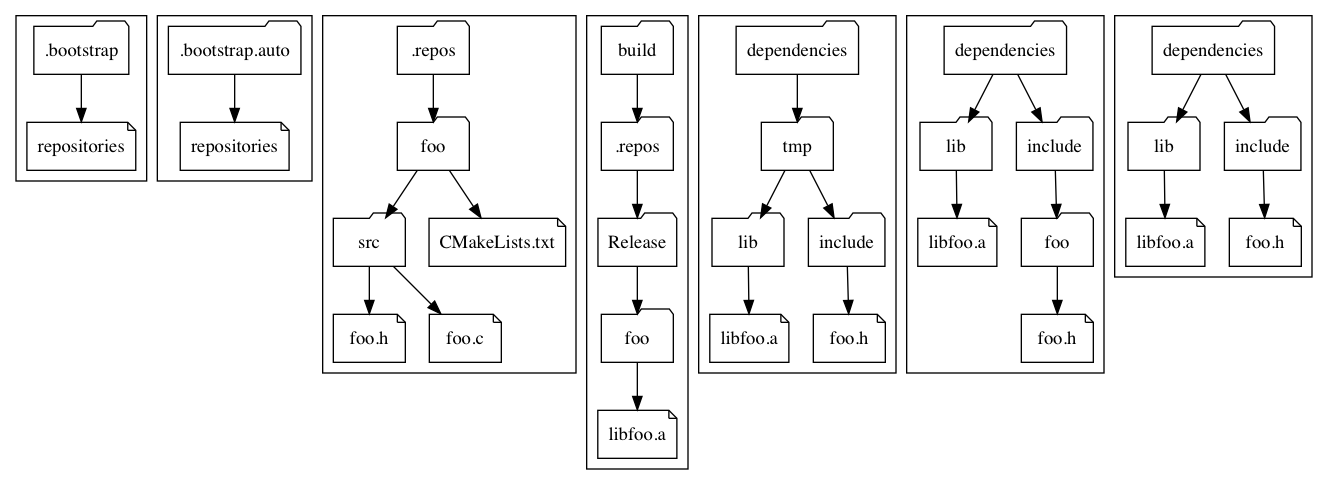 .bootstrap
repositories
.bootstrap.auto
repositories
.repos
foo
src
CMakeLists.txt
foo.h
foo.c
build
.repos
Release
foo
libfoo.a
dependencies
tmp
lib
include
libfoo.a
foo.h
dependencies
lib
include
libfoo.a
foo
foo.h
dependencies
lib
include
libfoo.a
foo.h